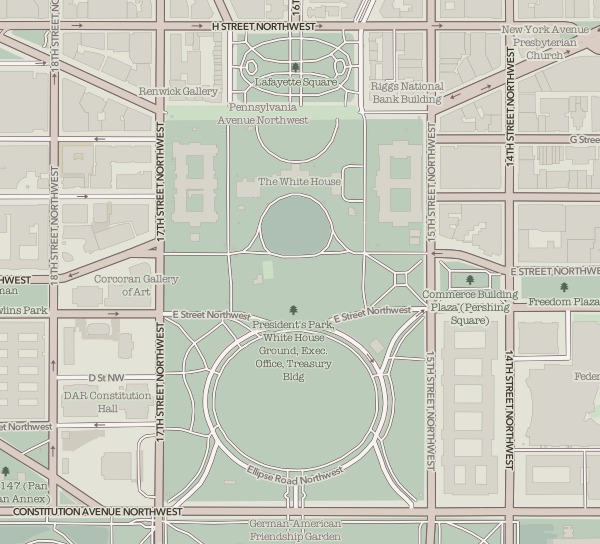 H STREET NORTHWEST
16T
18TH STREET NORTHWEST
New York Avenue
Presbyterian
Church
Lafayette Square
Renwick Gallery
Riggs National
Bank Building
Pennsylvania
Avenue Northwest
14TH STREET NORTHWEST
G Stree
17TH STREET NORTHWEST
15TH STREET NORTHWEST
The White House
18TH STREET NORTHWEST
HWEST
man
Corcoran Gallery
of Art
E STREET NORTHWE
Commerce Building
Plaza (Pershing
Square)
Freedom Plaza
wlins Park
E Street Northwest
E Street Northwest
President's Park,
White House
Ground, Exec.
Office, Treasury
Bldg
D St NW
DAR Constitution
Hall
Feder
17TH STREET NORTHWEST
15TH STREET NORTHWEST
14TH STREET NORTHWEST
et Northwest
147 (Pan
an Annex)
Ellipse Road Northwest
CONSTITUTION AVENUE NORTHWEST
German-American
Friendship Garden